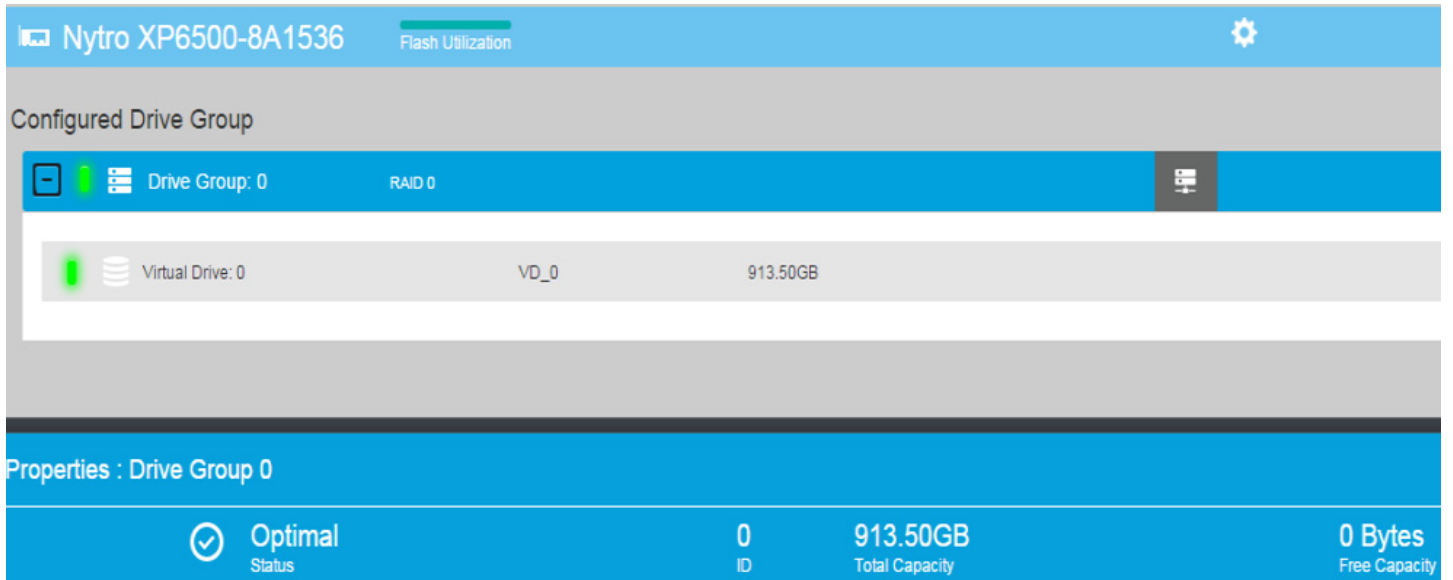 Nytro XP6500-8A1536 Flash Utilization
Configured Drive Group
Drive Group: 0 RAID 0
Virtual Drive: 0 VD_0 913.50GB
Properties : Drive Group 0
Optimal 0 913.50GB 0 Bytes
Status ID Total Capacity Free Capacity